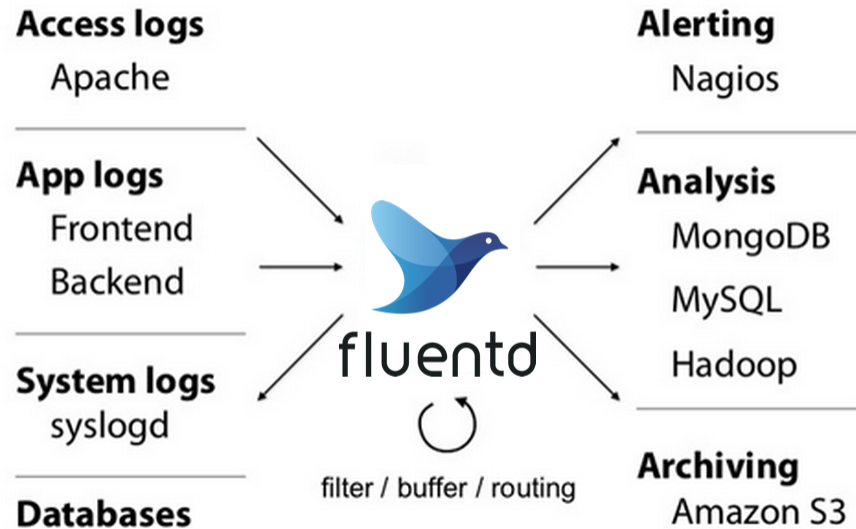 Access logs
Apache
App logs
Frontend
Backend
System logs
syslogd
Databases
fluentd
filter / buffer / routing
Alerting
Nagios
Analysis
MongoDB
MySQL
Hadoop
Archiving
Amazon S3